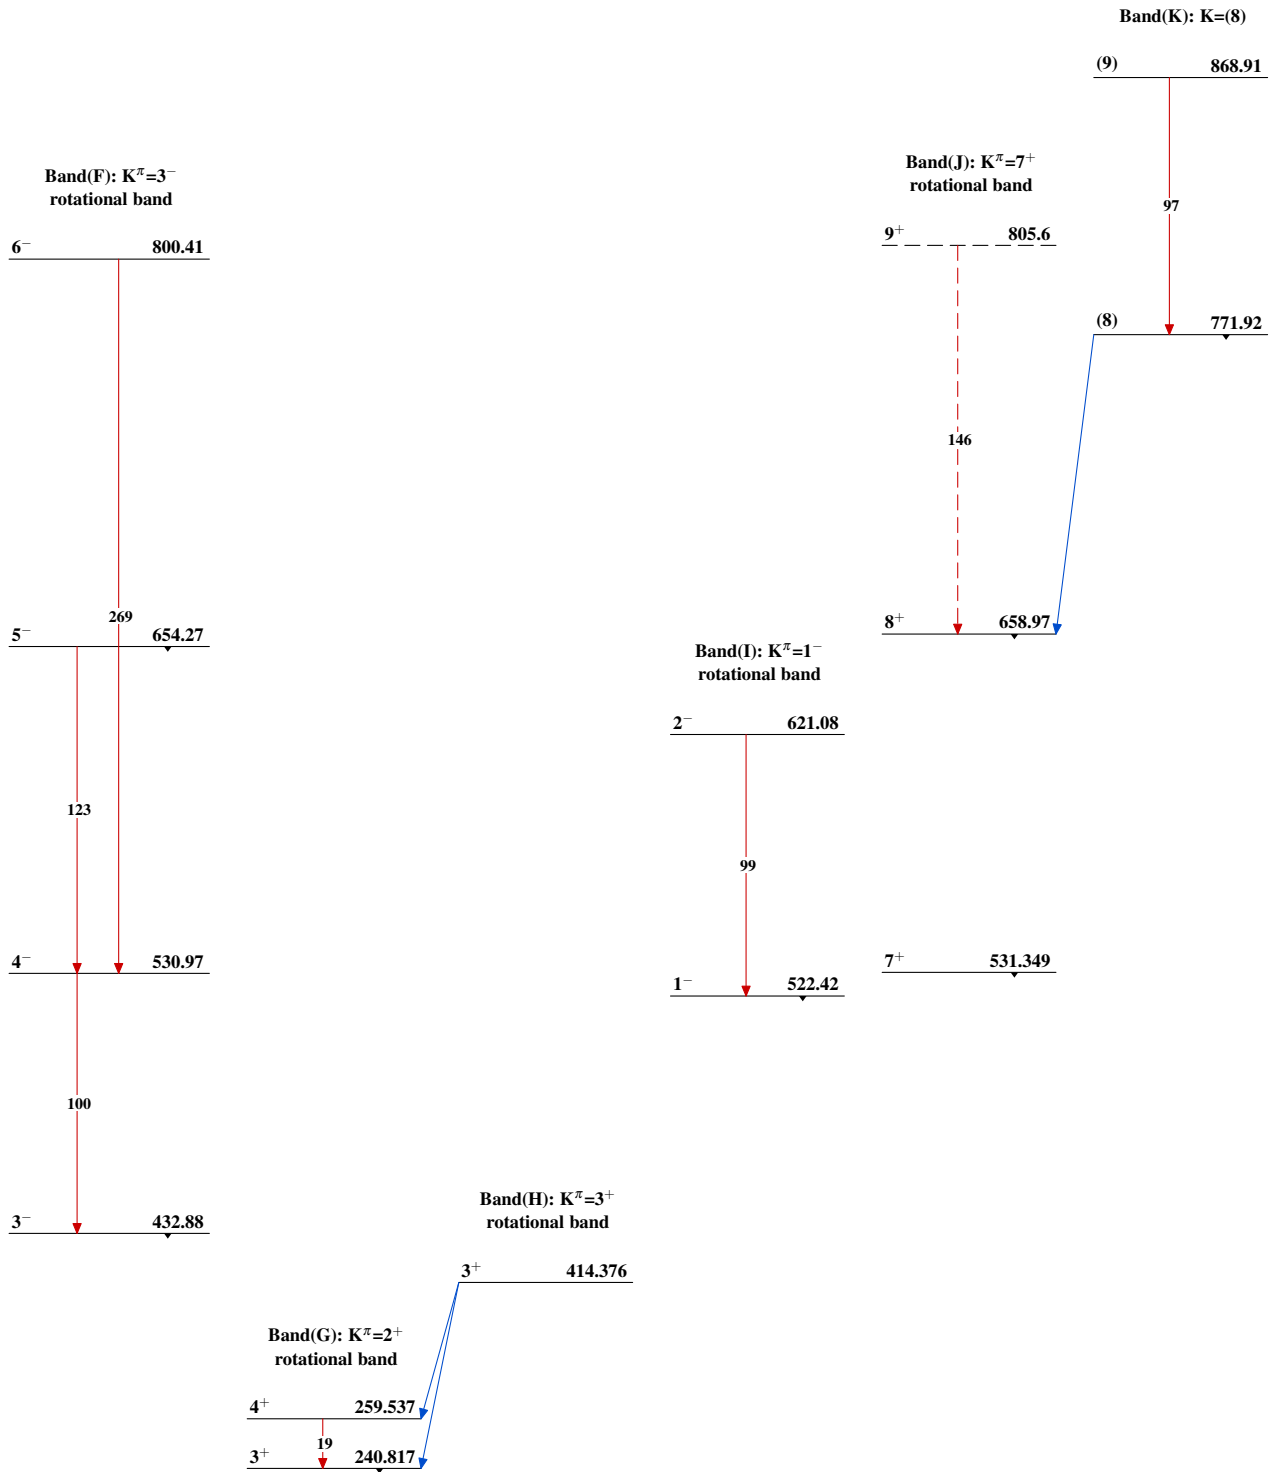 Band(K): K=(8)
(9) 868.91
97
(8) 771.92
Band(J): Kπ=7+
rotational band
9+ 805.6
146
8+ 658.97
7+ 531.349
Band(F): Kπ=3−
rotational band
6− 800.41
269
5− 654.27
123
4− 530.97
100
3− 432.88
Band(I): Kπ=1−
rotational band
2− 621.08
99
1− 522.42
Band(H): Kπ=3+
rotational band
3+ 414.376
Band(G): Kπ=2+
rotational band
4+ 259.537
19
3+ 240.817